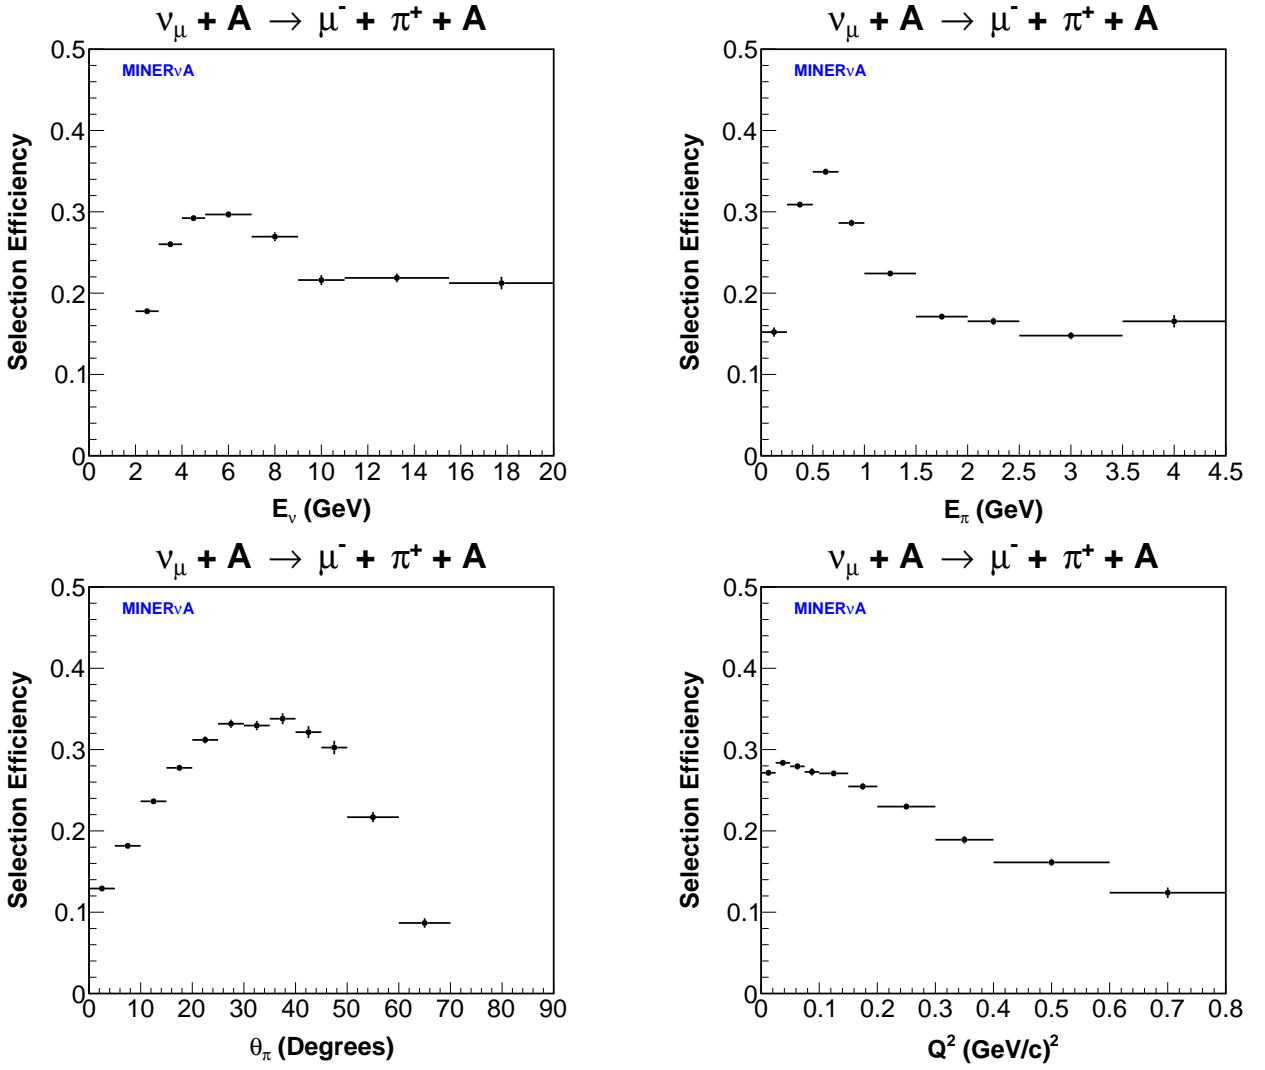 νμ + A → μ- + π+ + A
MINERνA
Selection Efficiency
0.5
0.4
0.3
0.2
0.1
0
0 2 4 6 8 10 12 14 16 18 20
Eν (GeV)
νμ + A → μ- + π+ + A
MINERνA
Selection Efficiency
0.5
0.4
0.3
0.2
0.1
0
0 0.5 1 1.5 2 2.5 3 3.5 4 4.5
Eπ (GeV)
νμ + A → μ- + π+ + A
MINERνA
Selection Efficiency
0.5
0.4
0.3
0.2
0.1
0
0 10 20 30 40 50 60 70 80 90
θπ (Degrees)
νμ + A → μ- + π+ + A
MINERνA
Selection Efficiency
0.5
0.4
0.3
0.2
0.1
0
0 0.1 0.2 0.3 0.4 0.5 0.6 0.7 0.8
Q² (GeV/c)²